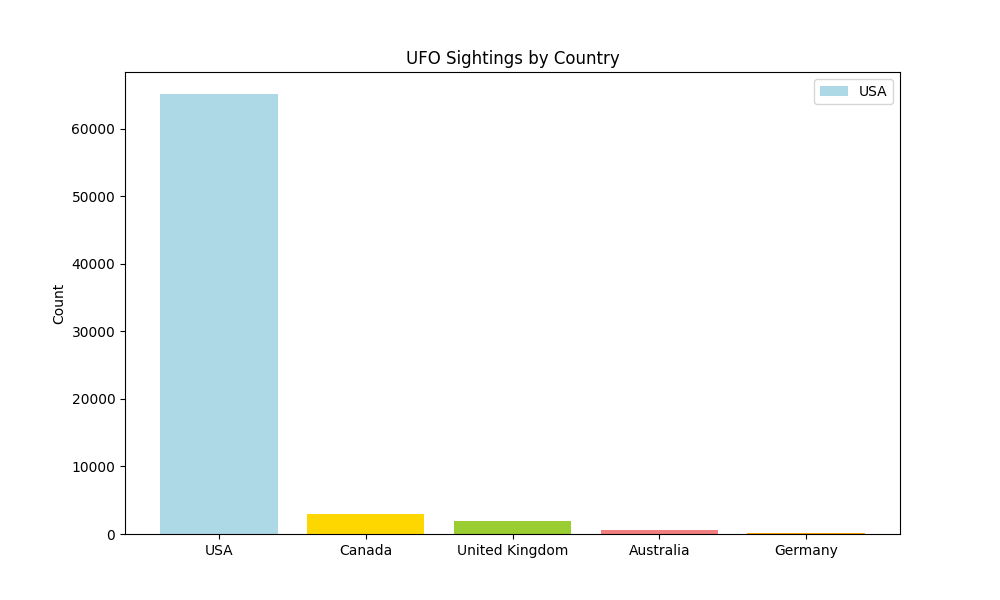 UFO Sightings by Country
USA
60000
50000
40000
30000
20000
10000
0
Count
USA
Canada
United Kingdom
Australia
Germany